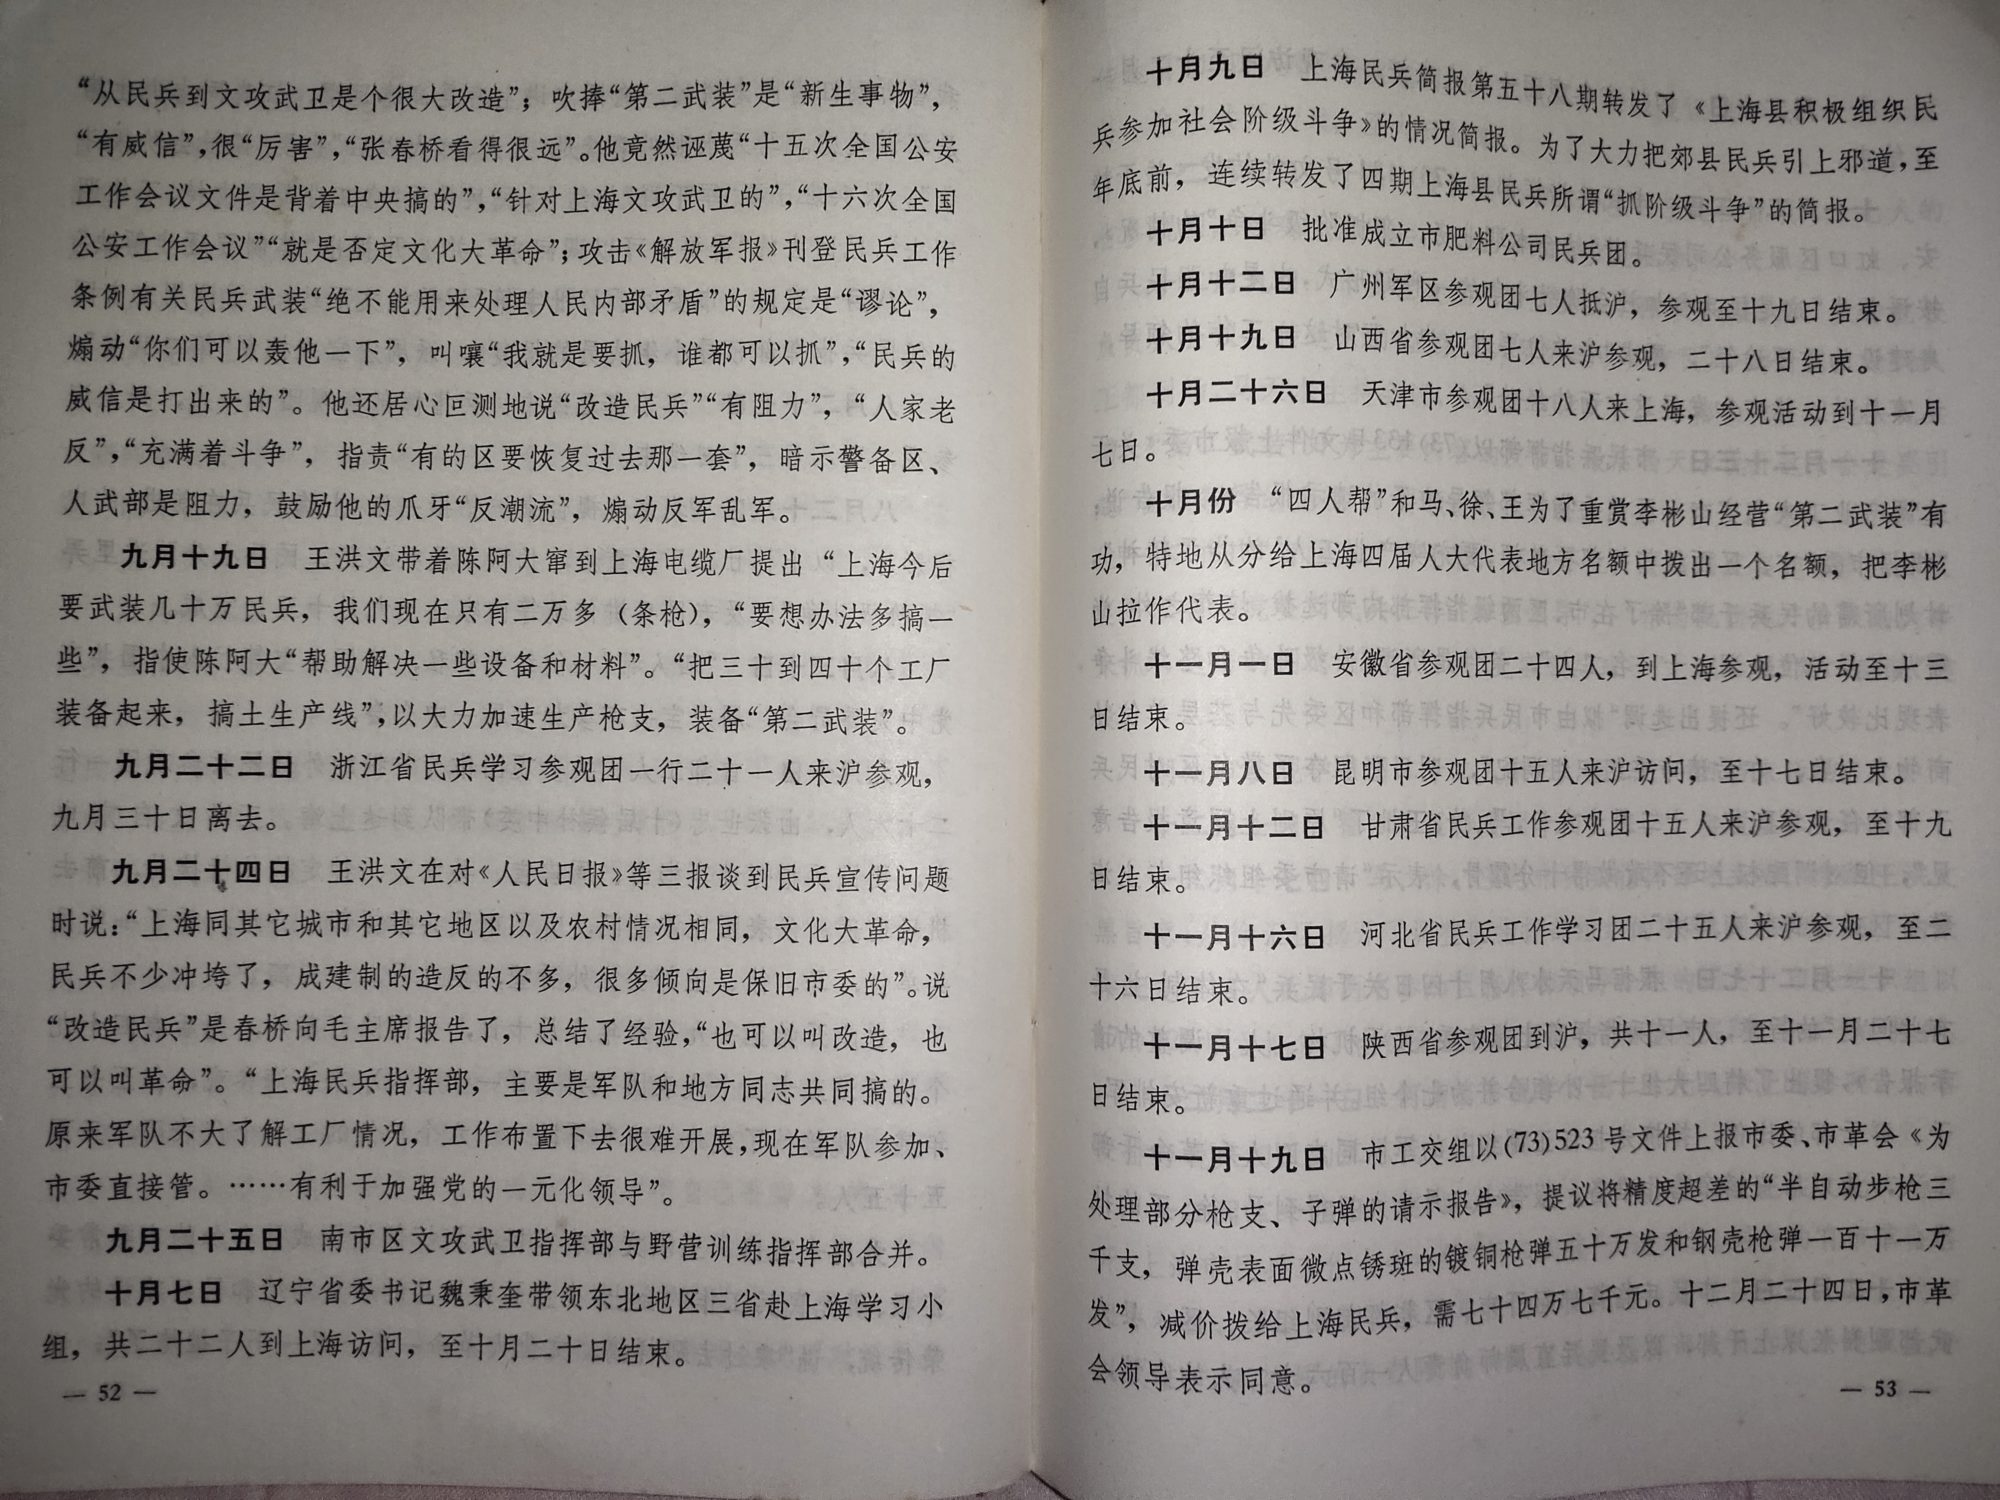 “从民兵到文攻武卫是个很大改造”；吹捧“第二武装”是“新生事物”，
“有威信”，很“厉害”，“张春桥看得很远”。他竟然诬蔑“十五次全国公安
工作会议文件是背着中央搞的”，“针对上海文攻武卫的”，“十六次全国
公安工作会议”“就是否定文化大革命”；攻击《解放军报》刊登民兵工作
条例有关民兵武装“绝不能用来处理人民内部矛盾”的规定是“谬论”，
煽动“你们可以轰他一下”，叫嚷“我就是要抓，谁都可以抓”，“民兵的
威信是打出来的”。他还居心叵测地说“改造民兵”“有阻力”，“人家老
反”，“充满着斗争”，指责“有的区要恢复过去那一套”，暗示警备区、
人武部是阻力，鼓励他的爪牙“反潮流”，煽动反军乱军。
九月十九日　王洪文带着陈阿大窜到上海电缆厂提出“上海今后
要武装几十万民兵，我们现在只有二万多（条枪），“要想办法多搞一
些”，指使陈阿大“帮助解决一些设备和材料”。“把三十到四十个工厂
装备起来，搞土生产线”，以大力加速生产枪支，装备“第二武装”。
九月二十二日　浙江省民兵学习参观团一行二十一人来沪参观，
九月三十日离去。
九月二十四日　王洪文在对《人民日报》等三报谈到民兵宣传问题
时说：“上海同其它城市和其它地区以及农村情况相同，文化大革命，
民兵不少冲垮了，成建制的造反的不多，很多倾向是保旧市委的”。说
“改造民兵”是春桥向毛主席报告了，总结了经验，“也可以叫改造，也
可以叫革命”。“上海民兵指挥部，主要是军队和地方同志共同搞的。
原来军队不大了解工厂情况，工作布置下去很难开展，现在军队参加、
市委直接管。……有利于加强党的一元化领导”。
九月二十五日　南市区文攻武卫指挥部与野营训练指挥部合并。
十月七日　辽宁省委书记魏秉奎带领东北地区三省赴上海学习小
组，共二十二人到上海访问，至十月二十日结束。
— 52 —
十月九日　上海民兵简报第五十八期转发了《上海县积极组织民
兵参加社会阶级斗争》的情况简报。为了大力把郊县民兵引上邪道，至
年底前，连续转发了四期上海县民兵所谓“抓阶级斗争”的简报。
十月十日　批准成立市肥料公司民兵团。
十月十二日　广州军区参观团七人抵沪，参观至十九日结束。
十月十九日　山西省参观团七人来沪参观，二十八日结束。
十月二十六日　天津市参观团十八人来上海，参观活动到十一月
七日。
十月份　“四人帮”和马、徐、王为了重赏李彬山经营“第二武装”有
功，特地从分给上海四届人大代表地方名额中拨出一个名额，把李彬
山拉作代表。
十一月一日　安徽省参观团二十四人，到上海参观，活动至十三
日结束。
十一月八日　昆明市参观团十五人来沪访问，至十七日结束。
十一月十二日　甘肃省民兵工作参观团十五人来沪参观，至十九
日结束。
十一月十六日　河北省民兵工作学习团二十五人来沪参观，至二
十六日结束。
十一月十七日　陕西省参观团到沪，共十一人，至十一月二十七
日结束。
十一月十九日　市工交组以(73)523号文件上报市委、市革会《为
处理部分枪支、子弹的请示报告》，提议将精度超差的“半自动步枪三
千支，弹壳表面微点锈斑的镀铜枪弹五十万发和钢壳枪弹一百十一万
发”，减价拨给上海民兵，需七十四万七千元。十二月二十四日，市革
会领导表示同意。
— 53 —